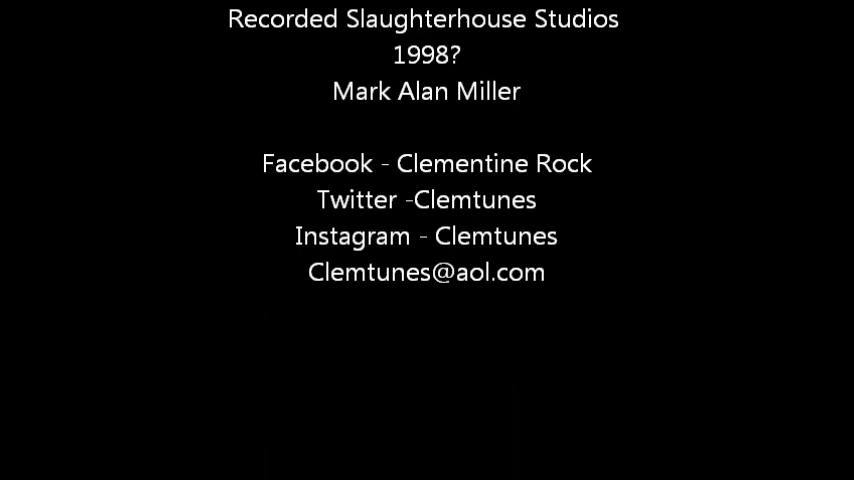 Recorded Slaughterhouse Studios
1998?
Mark Alan Miller
Facebook - Clementine Rock
Twitter -Clemtunes
Instagram - Clemtunes
Clemtunes@aol.com